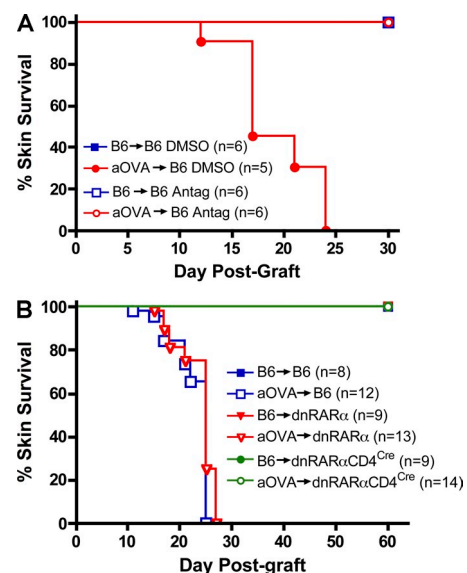 A
% Skin Survival
100
80
60
40
20
0
B6→B6 DMSO (n=6)
aOVA→B6 DMSO (n=5)
B6→B6 Antag (n=6)
aOVA→B6 Antag (n=6)
0 5 10 15 20 25 30
Day Post-Graft
B
% Skin Survival
100
80
60
40
20
0
B6→B6 (n=8)
aOVA→B6 (n=12)
B6→dnRARα (n=9)
aOVA→dnRARα (n=13)
B6→dnRARαCD4Cre (n=9)
aOVA→dnRARαCD4Cre (n=14)
0 10 20 30 40 50 60
Day Post-graft